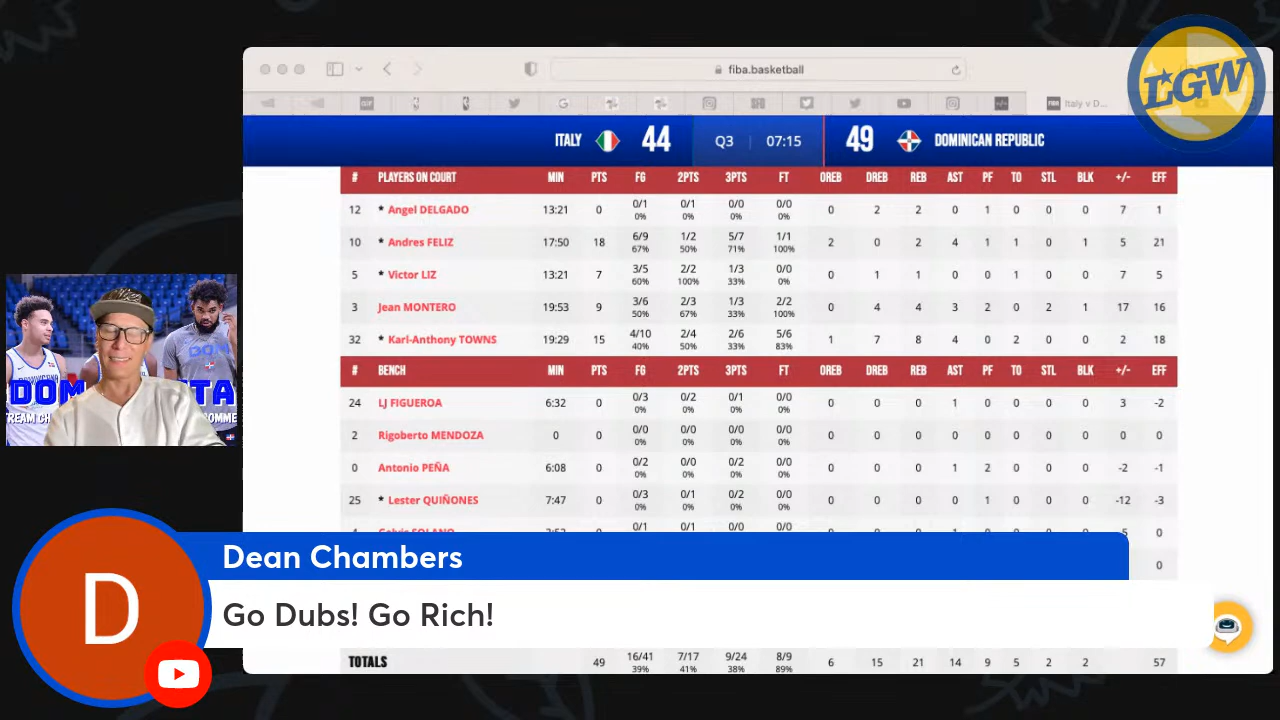 fiba.basketball
LGW
Italy v D...
ITALY 44 Q3 07:15 49 DOMINICAN REPUBLIC
# PLAYERS ON COURT MIN PTS FG 2PTS 3PTS FT OREB DREB REB AST PF TO STL BLK +/- EFF
12 * Angel DELGADO 13:21 0 0/1 0/1 0/0 0/0 0 2 2 0 1 0 0 0 7 1
0% 0% 0% 0%
10 * Andres FELIZ 17:50 18 6/9 1/2 5/7 1/1 2 0 2 4 1 1 0 1 5 21
67% 50% 71% 100%
5 * Victor LIZ 13:21 7 3/5 2/2 1/3 0/0 0 1 1 0 0 1 0 0 7 5
60% 100% 33% 0%
3 Jean MONTERO 19:53 9 3/6 2/3 1/3 2/2 0 4 4 3 2 0 2 1 17 16
50% 67% 33% 100%
32 * Karl-Anthony TOWNS 19:29 15 4/10 2/4 2/6 5/6 1 7 8 4 0 2 0 0 2 18
40% 50% 33% 83%
# BENCH MIN PTS FG 2PTS 3PTS FT OREB DREB REB AST PF TO STL BLK +/- EFF
24 LJ FIGUEROA 6:32 0 0/3 0/2 0/1 0/0 0 0 0 1 0 0 0 0 3 -2
0% 0% 0% 0%
2 Rigoberto MENDOZA 0 0 0/0 0/0 0/0 0/0 0 0 0 0 0 0 0 0 0 0
0% 0% 0% 0%
0 Antonio PEÑA 6:08 0 0/2 0/0 0/2 0/0 0 0 0 1 2 0 0 0 -2 -1
0% 0% 0% 0%
25 * Lester QUIÑONES 7:47 0 0/3 0/1 0/2 0/0 0 0 0 0 1 0 0 0 -12 -3
0% 0% 0% 0%
0/1 0/1 0/0 0/0 0
0
DOM
TA
D
Dean Chambers
Go Dubs! Go Rich!
TOTALS 49 16/41 7/17 9/24 8/9 6 15 21 14 9 5 2 2 57
39% 41% 38% 89%